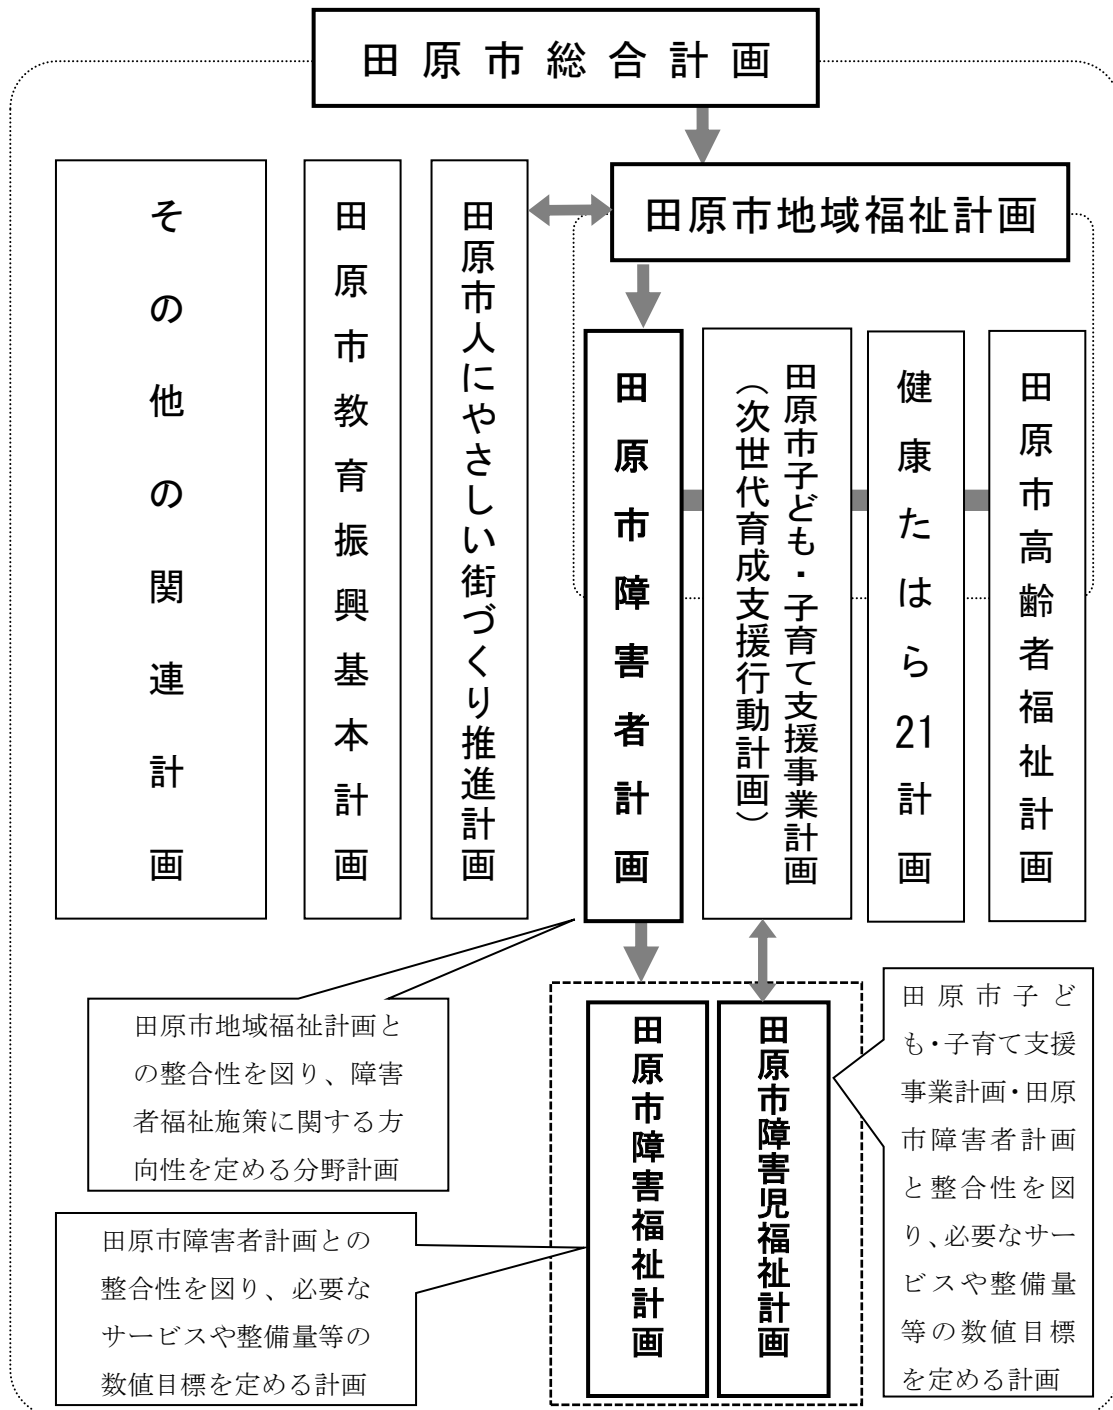 田原市総合計画
田原市地域福祉計画
その他の関連計画
田原市教育振興基本計画
田原市人にやさしい街づくり推進計画
田原市障害者計画
田原市子ども・子育て支援事業計画
（次世代育成支援行動計画）
健康たはら21計画
田原市高齢者福祉計画
田原市地域福祉計画と
の整合性を図り、障害
者福祉施策に関する方
向性を定める分野計画
田原市障害者計画との
整合性を図り、必要な
サービスや整備量等の
数値目標を定める計画
田原市障害福祉計画
田原市障害児福祉計画
田原市子ど
も・子育て支援
事業計画・田原
市障害者計画
と整合性を図
り、必要なサー
ビスや整備量
等の数値目標
を定める計画